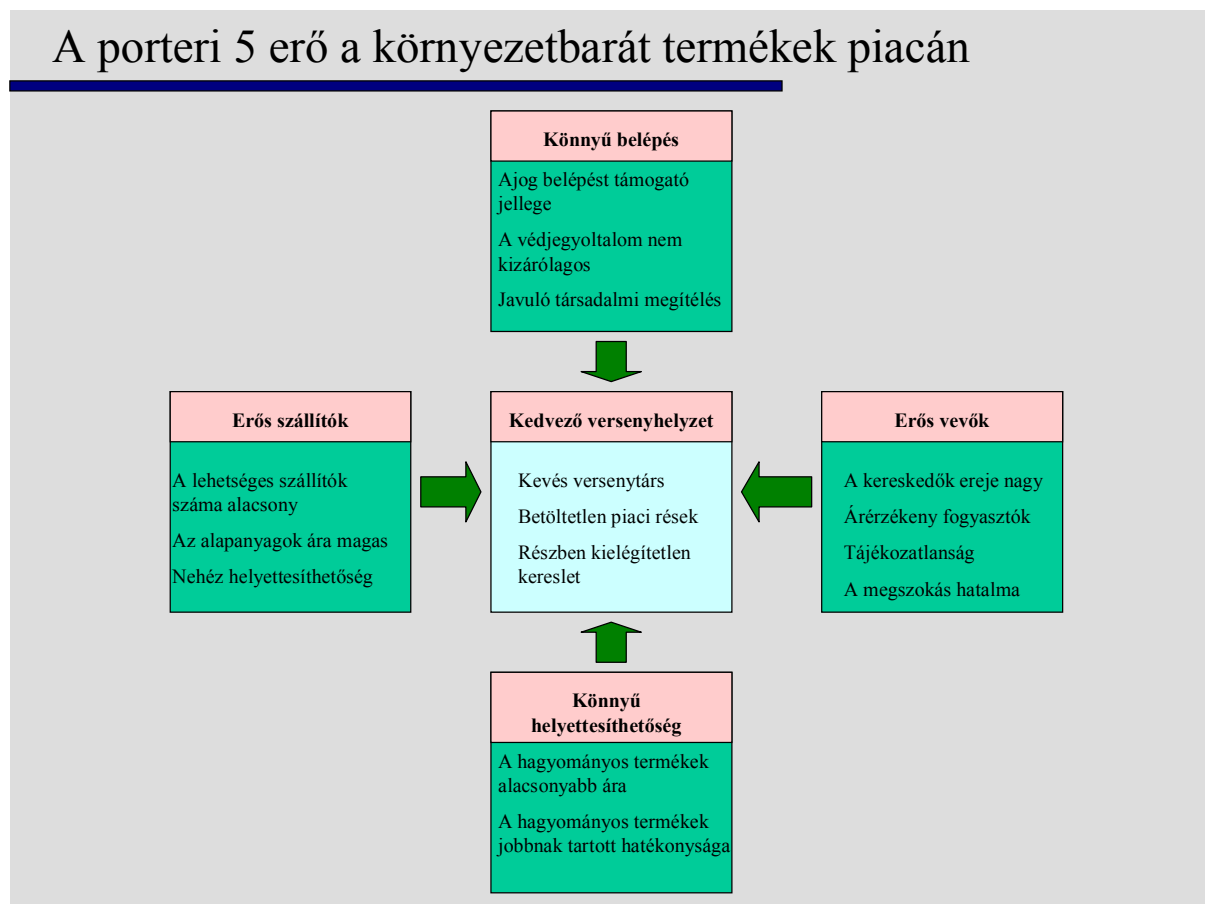 A porteri 5 erő a környezetbarát termékek piacán
Könnyű belépés
Ajog belépést támogató
jellege
A védjegyoltalom nem
kizárólagos
Javuló társadalmi megítélés
Erős szállítók
A lehetséges szállítók
száma alacsony
Az alapanyagok ára magas
Nehéz helyettesíthetőség
Kedvező versenyhelyzet
Kevés versenytárs
Betöltetlen piaci rések
Részben kielégítetlen
kereslet
Erős vevők
A kereskedők ereje nagy
Árérzékeny fogyasztók
Tájékozatlanság
A megszokás hatalma
Könnyű
helyettesíthetőség
A hagyományos termékek
alacsonyabb ára
A hagyományos termékek
jobbnak tartott hatékonysága